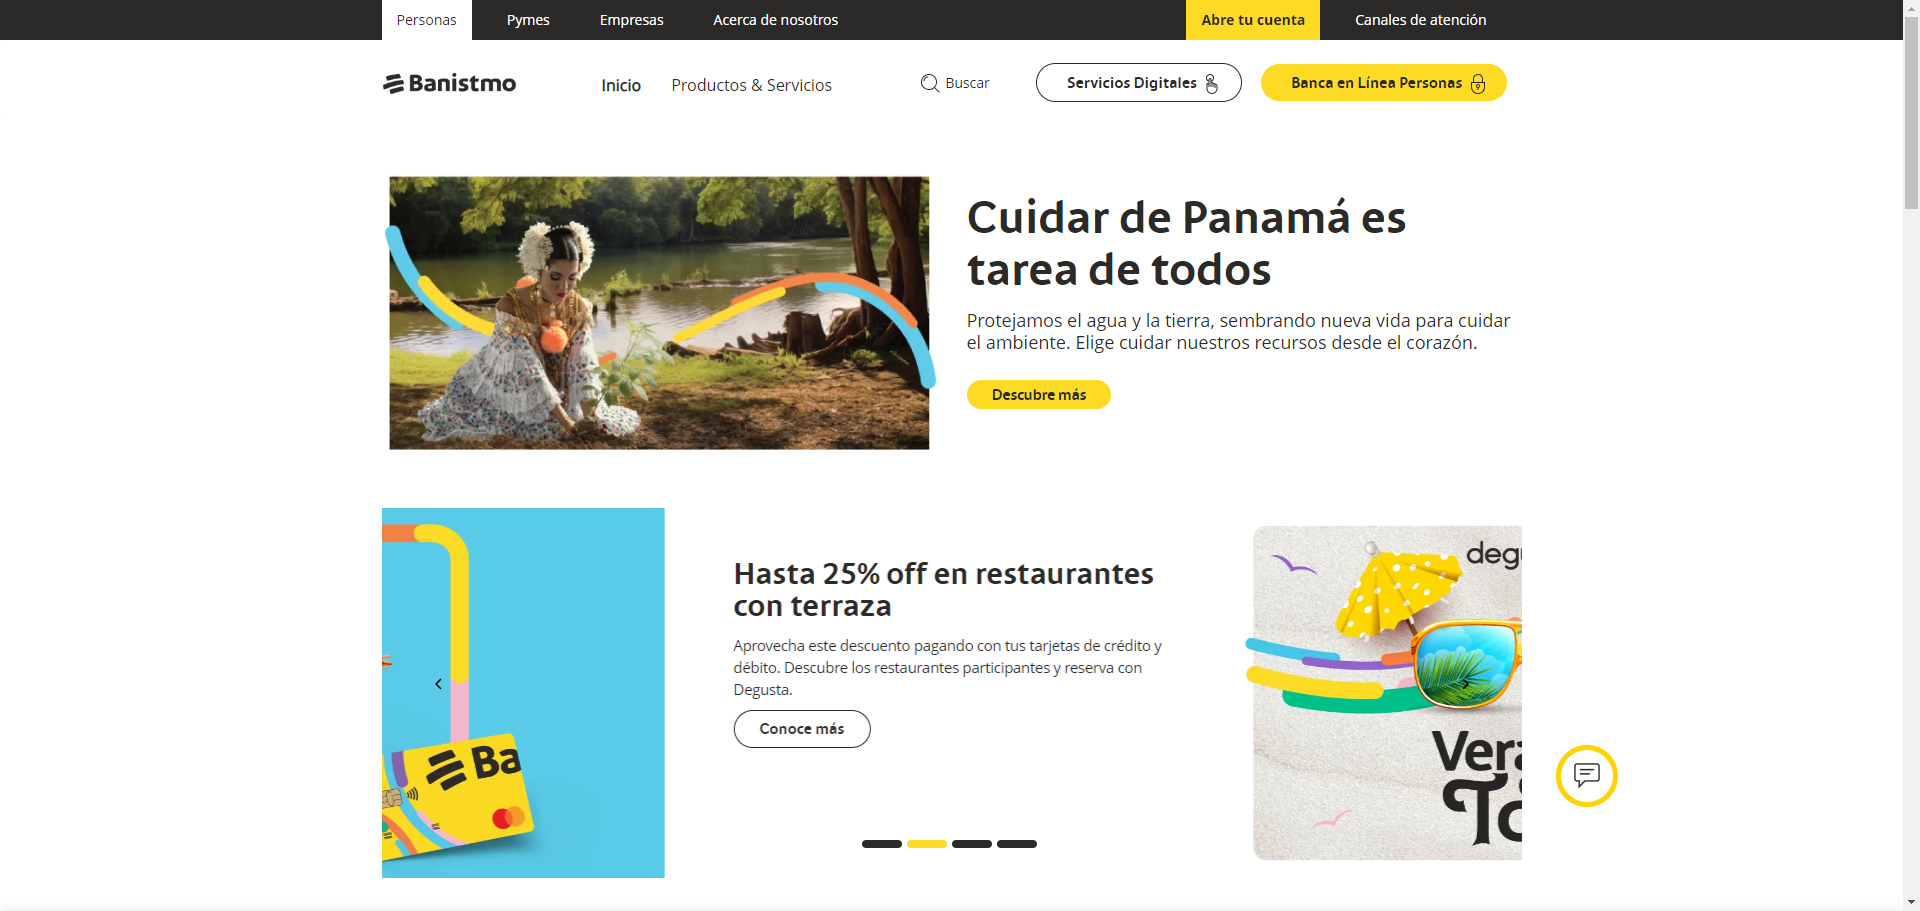 Personas
Pymes
Empresas
Acerca de nosotros
Abre tu cuenta
Canales de atención
Banistmo
Inicio
Productos & Servicios
Buscar
Servicios Digitales
Banca en Línea Personas
Cuidar de Panamá es
tarea de todos
Protejamos el agua y la tierra, sembrando nueva vida para cuidar
el ambiente. Elige cuidar nuestros recursos desde el corazón.
Descubre más
Ba
Hasta 25% off en restaurantes
con terraza
Aprovecha este descuento pagando con tus tarjetas de crédito y
débito. Descubre los restaurantes participantes y reserva con
Degusta.
Conoce más
degu
Vera
To